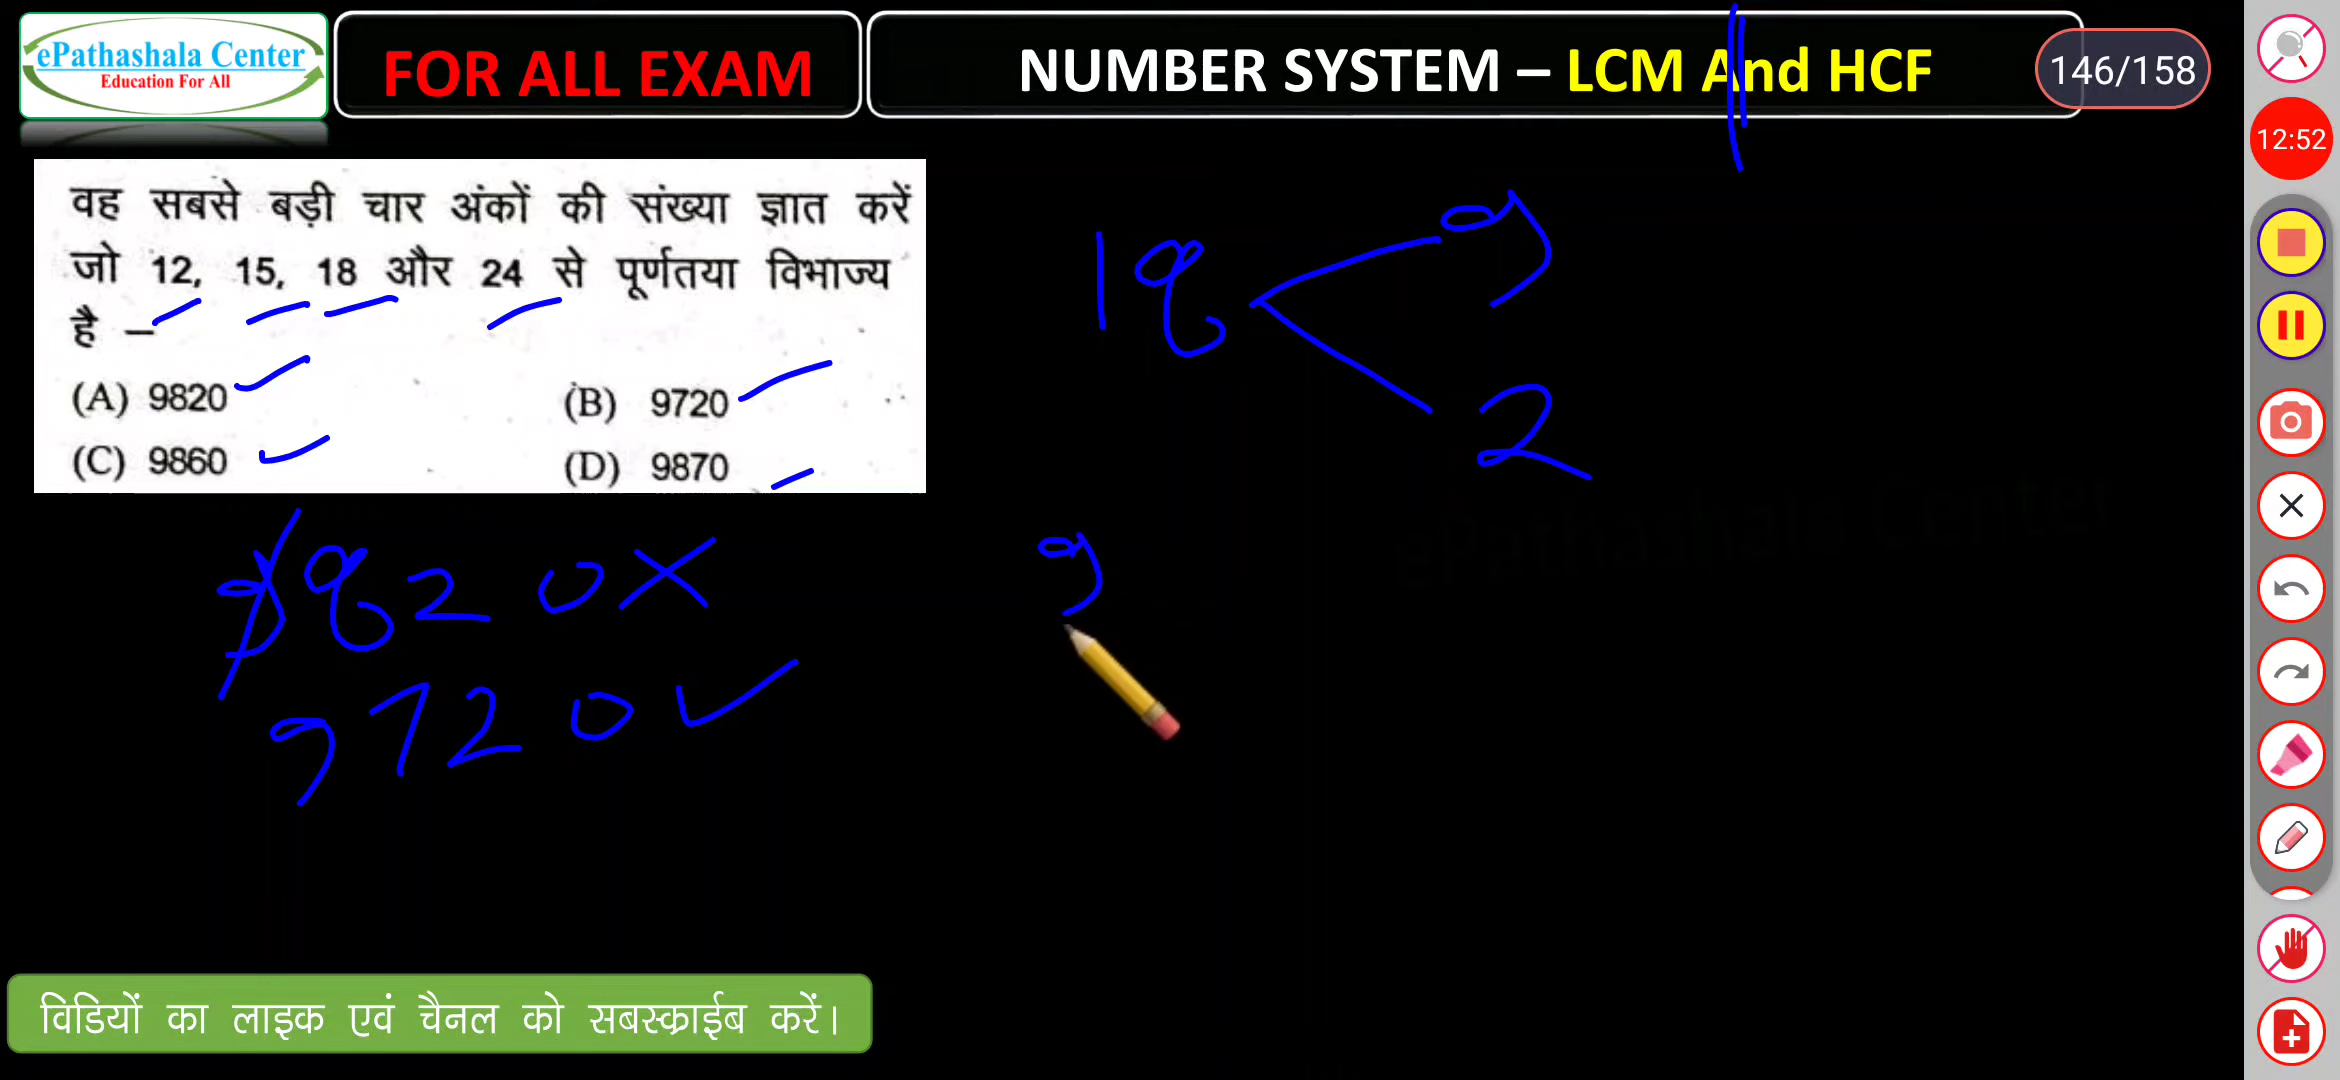 ePathashala Center
Education For All
FOR ALL EXAM
NUMBER SYSTEM – LCM And HCF
146/158
12:52
वह सबसे बड़ी चार अंकों की संख्या ज्ञात करें
जो 12, 15, 18 और 24 से पूर्णतया विभाज्य
है –
(A) 9820 (B) 9720
(C) 9860 (D) 9870
18 9
2
9820 9
9720
विडियों का लाइक एवं चैनल को सबस्क्राईब करें।